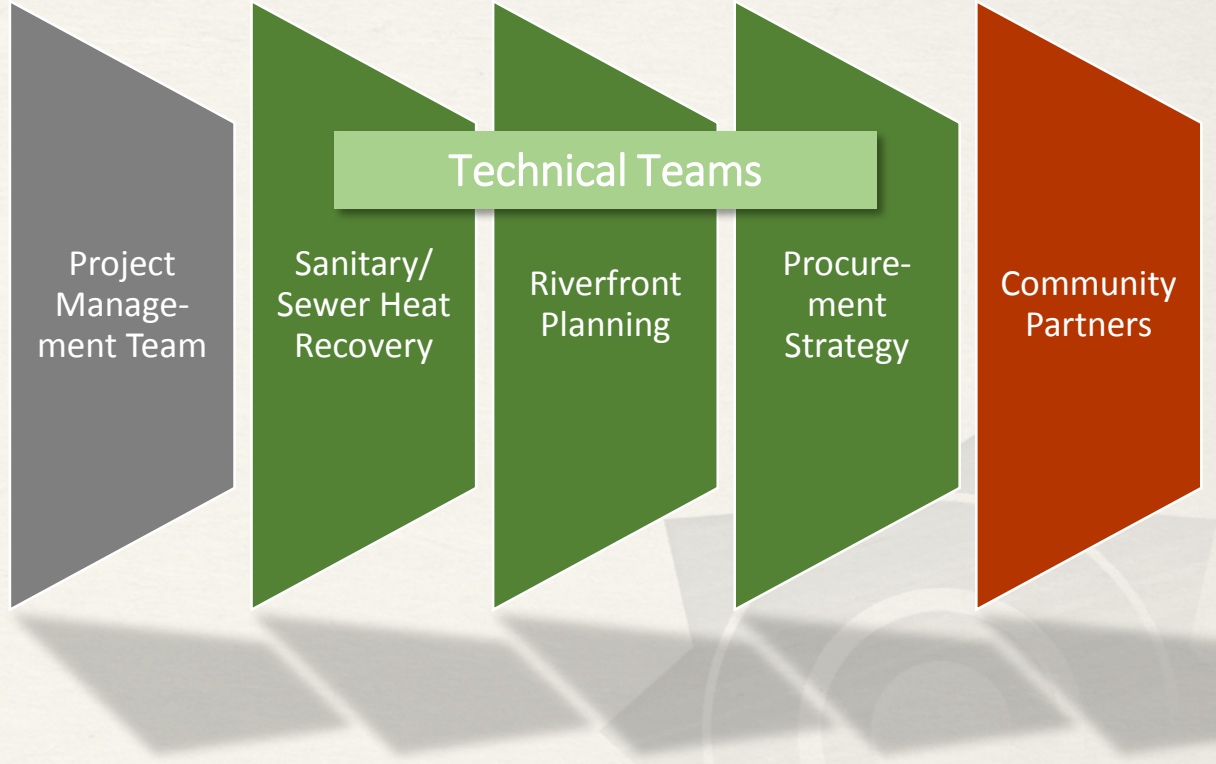 Technical Teams
Project
Manage-
ment Team
Sanitary/
Sewer Heat
Recovery
Riverfront
Planning
Procure-
ment
Strategy
Community
Partners